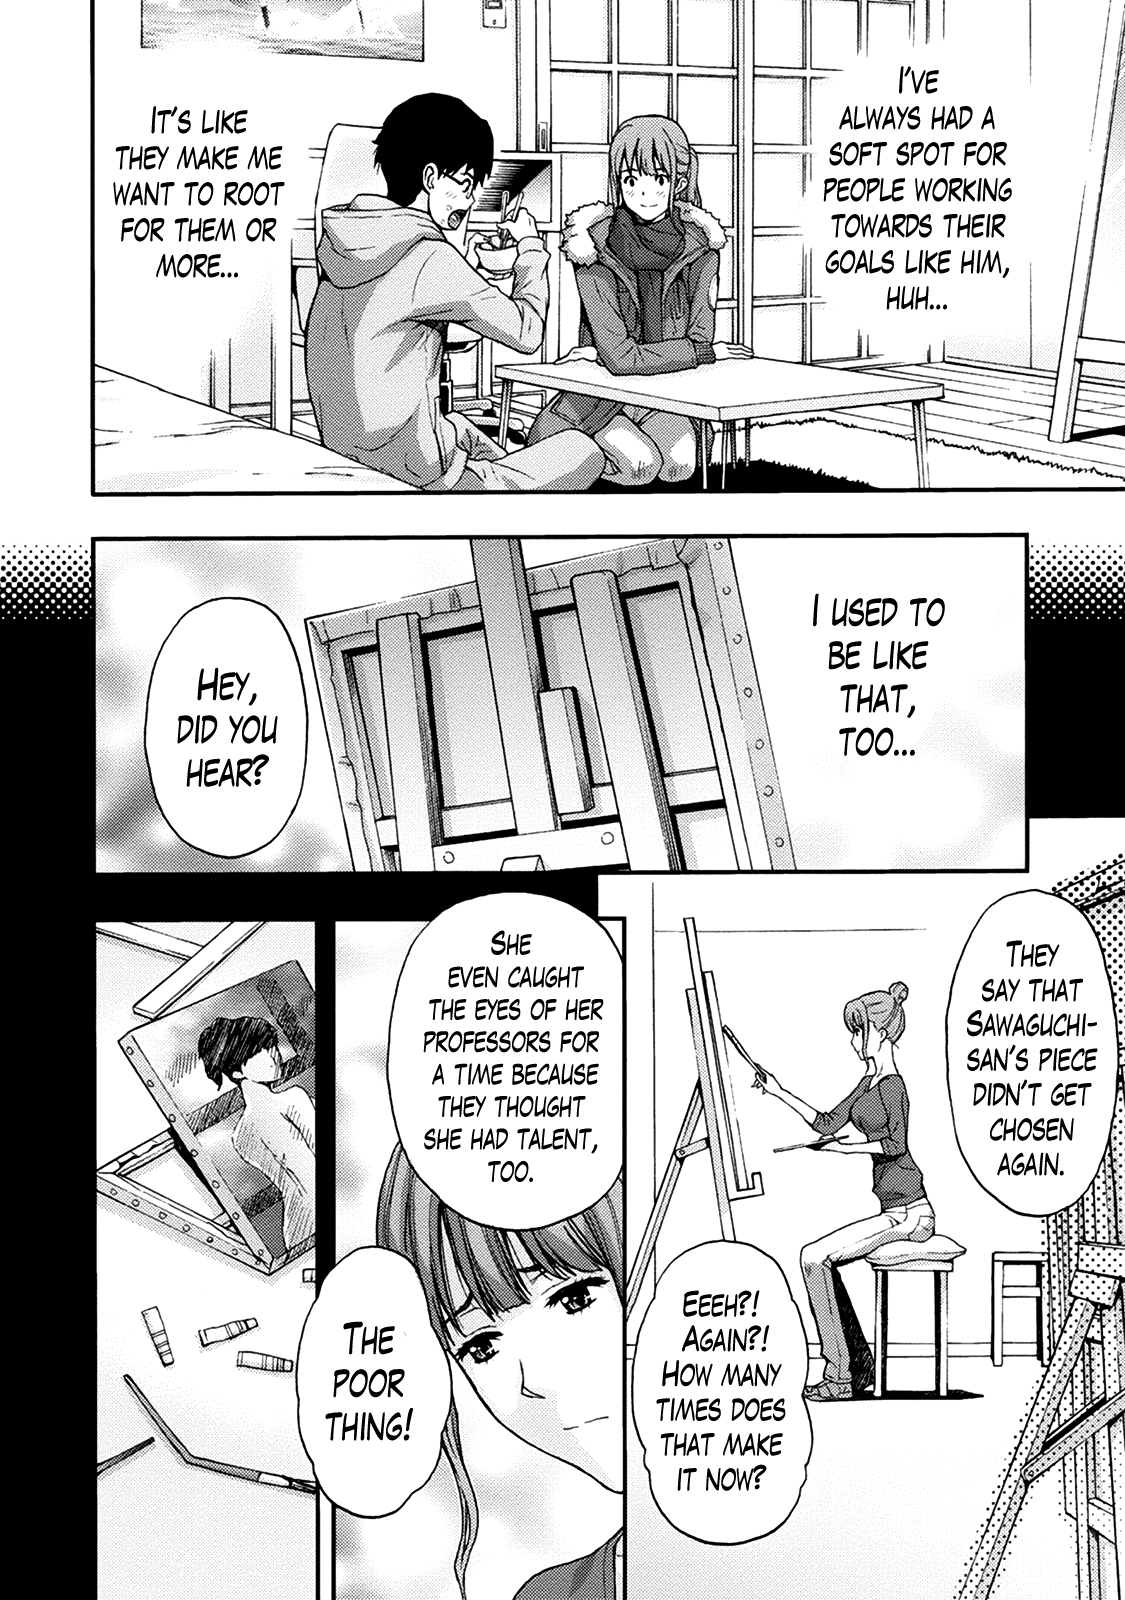 I'VE
ALWAYS HAD A
SOFT SPOT FOR
PEOPLE WORKING
TOWARDS THEIR
GOALS LIKE HIM,
HUH...
IT'S LIKE
THEY MAKE ME
WANT TO ROOT
FOR THEM OR
MORE...
I USED TO
BE LIKE
THAT,
TOO...
HEY,
DID YOU
HEAR?
THEY
SAY THAT
SAWAGUCHI-
SAN'S PIECE
DIDN'T GET
CHOSEN
AGAIN.
EEEH?!
AGAIN?!
HOW MANY
TIMES DOES
THAT MAKE
IT NOW?
SHE
EVEN CAUGHT
THE EYES OF HER
PROFESSORS FOR
A TIME BECAUSE
THEY THOUGHT
SHE HAD TALENT,
TOO.
THE
POOR
THING!